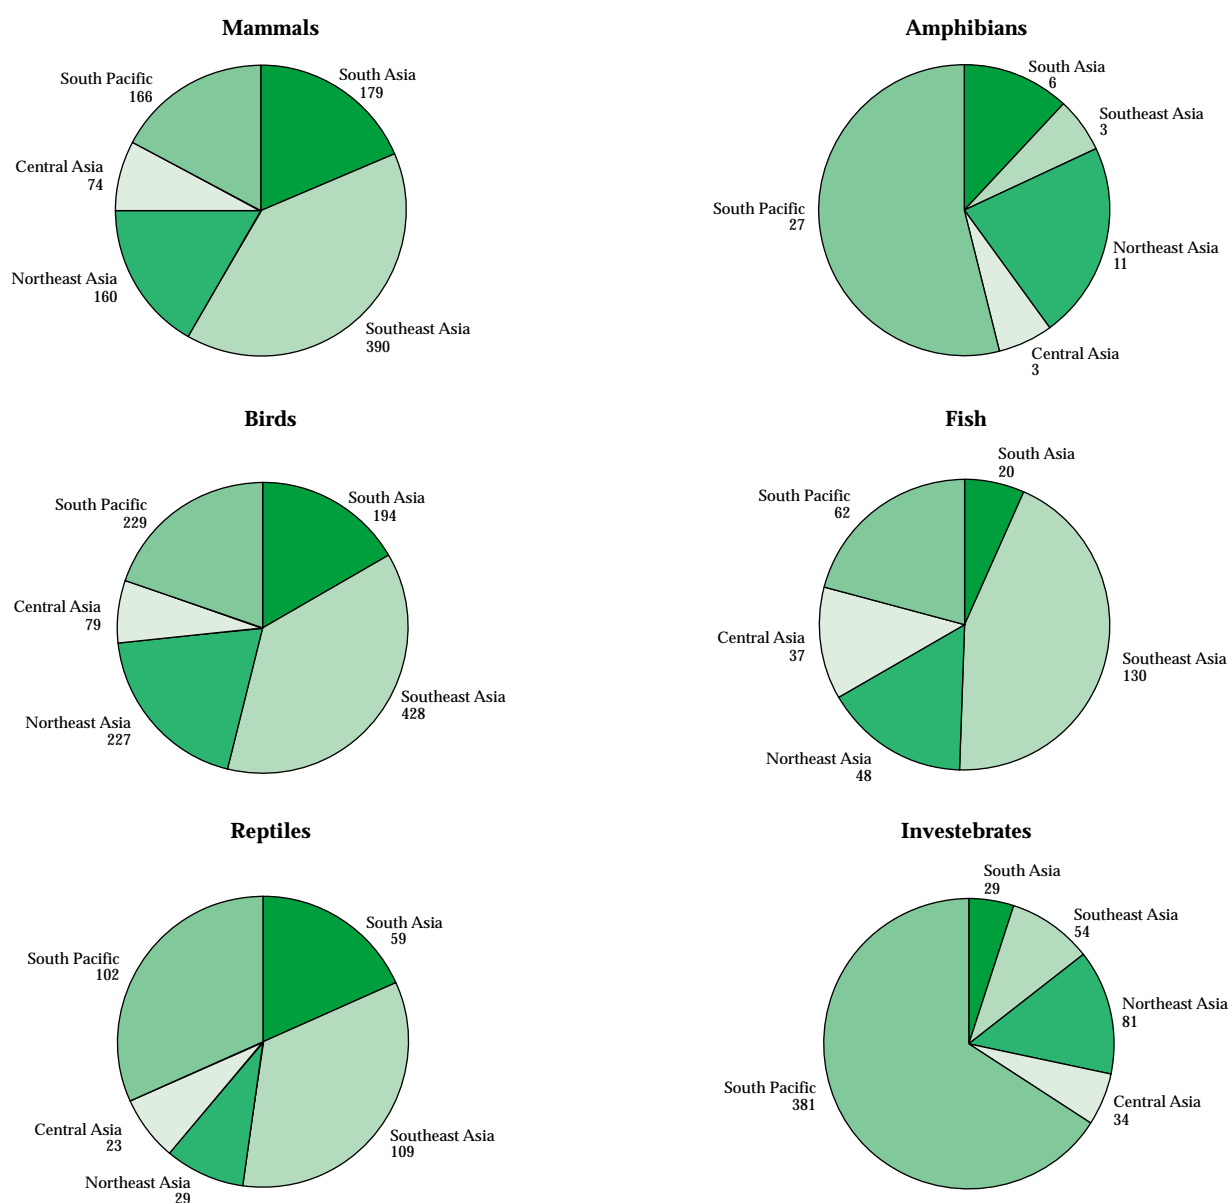 Mammals
South Pacific
166
South Asia
179
Central Asia
74
Northeast Asia
160
Southeast Asia
390
Amphibians
South Asia
6
Southeast Asia
3
South Pacific
27
Northeast Asia
11
Central Asia
3
Birds
South Pacific
229
South Asia
194
Central Asia
79
Southeast Asia
428
Northeast Asia
227
Fish
South Asia
20
South Pacific
62
Central Asia
37
Southeast Asia
130
Northeast Asia
48
Reptiles
South Asia
59
South Pacific
102
Central Asia
23
Southeast Asia
109
Northeast Asia
29
Investebrates
South Asia
29
Southeast Asia
54
Northeast Asia
81
South Pacific
381
Central Asia
34